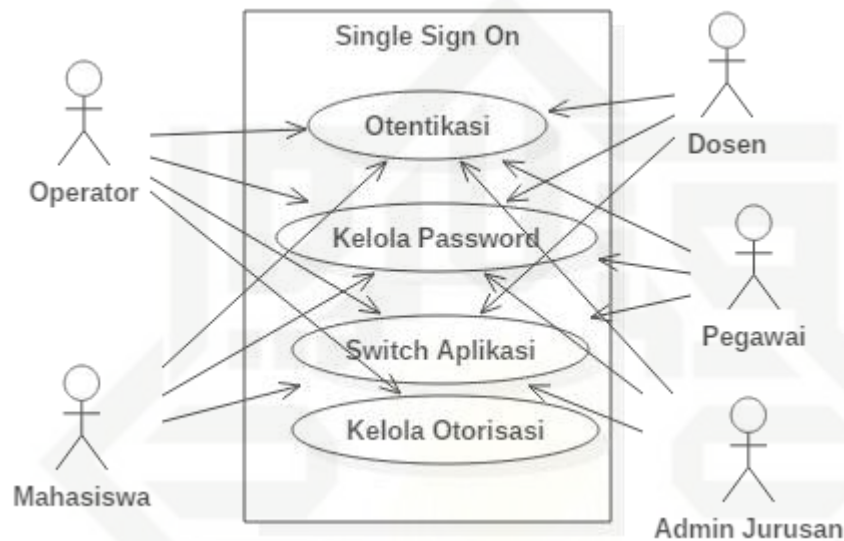 Single Sign On
Operator
Mahasiswa
Otentikasi
Kelola Password
Switch Aplikasi
Kelola Otorisasi
Dosen
Pegawai
Admin Jurusan